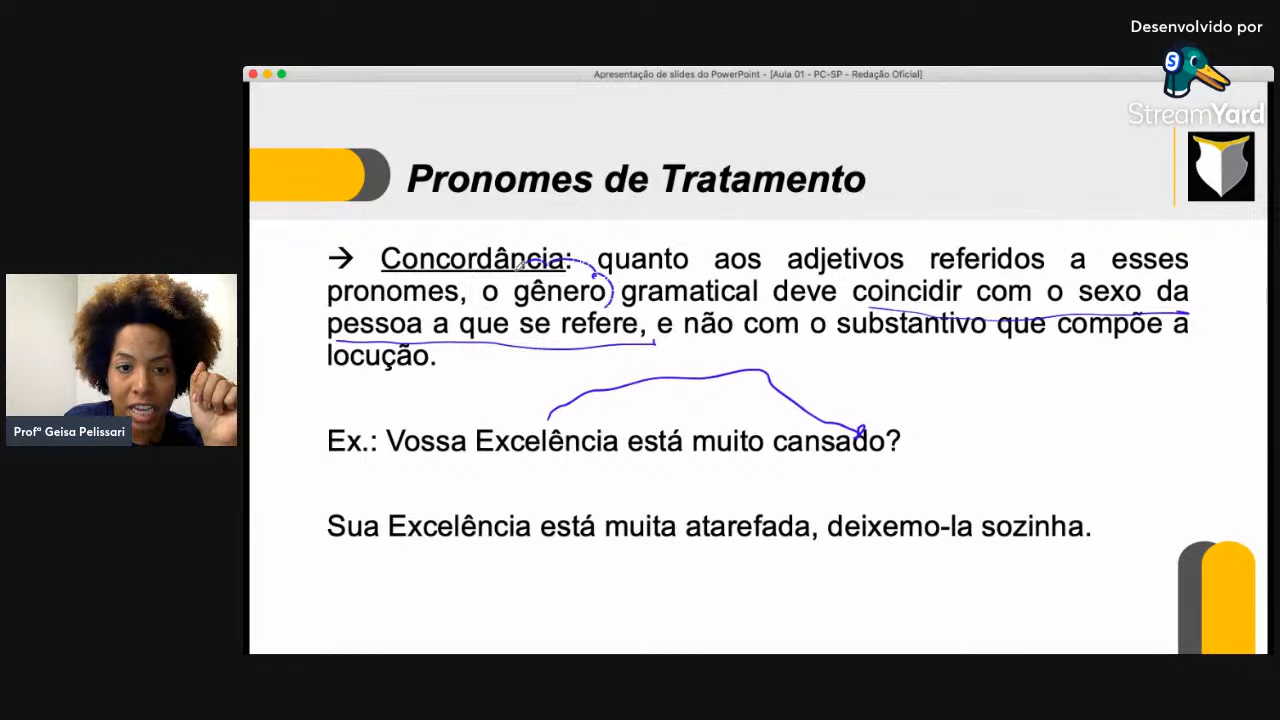 Desenvolvido por
S
StreamYard
Apresentação de slides do PowerPoint - [Aula 01 - PC-SP - Redação Oficial]
Pronomes de Tratamento
→ Concordância: quanto aos adjetivos referidos a esses
pronomes, o gênero gramatical deve coincidir com o sexo da
pessoa a que se refere, e não com o substantivo que compõe a
locução.
Ex.: Vossa Excelência está muito cansado?
Sua Excelência está muita atarefada, deixemo-la sozinha.
Profª Geisa Pelissari